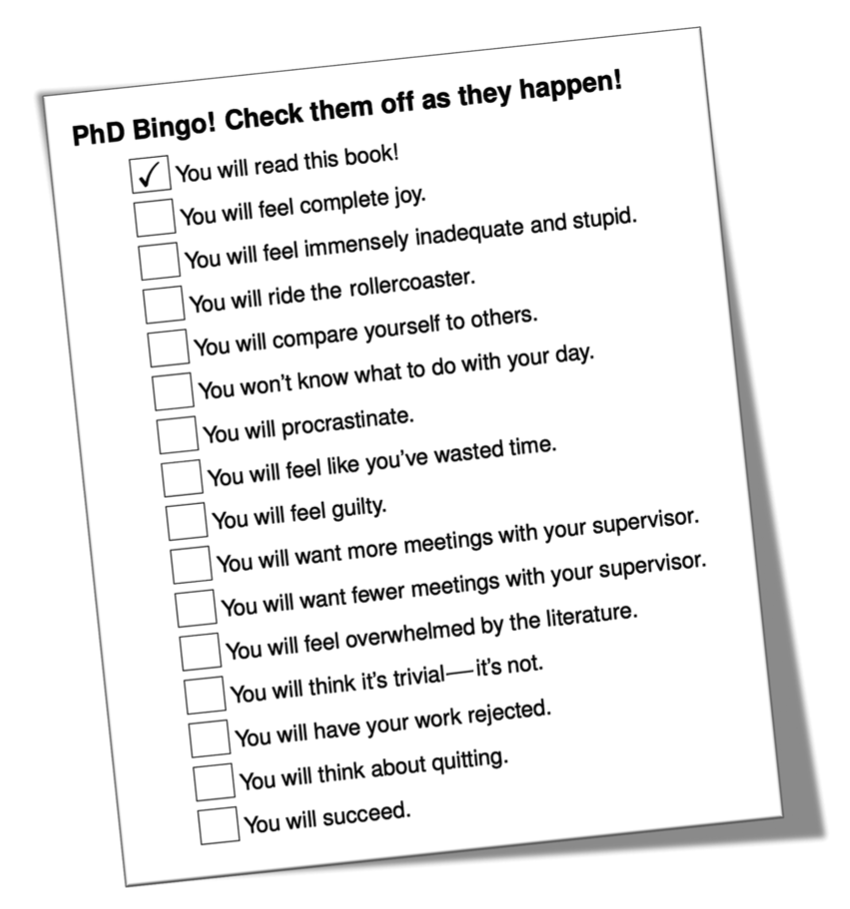 PhD Bingo! Check them off as they happen!
You will read this book!
You will feel complete joy.
You will feel immensely inadequate and stupid.
You will ride the rollercoaster.
You will compare yourself to others.
You won't know what to do with your day.
You will procrastinate.
You will feel like you've wasted time.
You will feel guilty.
You will want more meetings with your supervisor.
You will want fewer meetings with your supervisor.
You will feel overwhelmed by the literature.
You will think it's trivial—it's not.
You will have your work rejected.
You will think about quitting.
You will succeed.